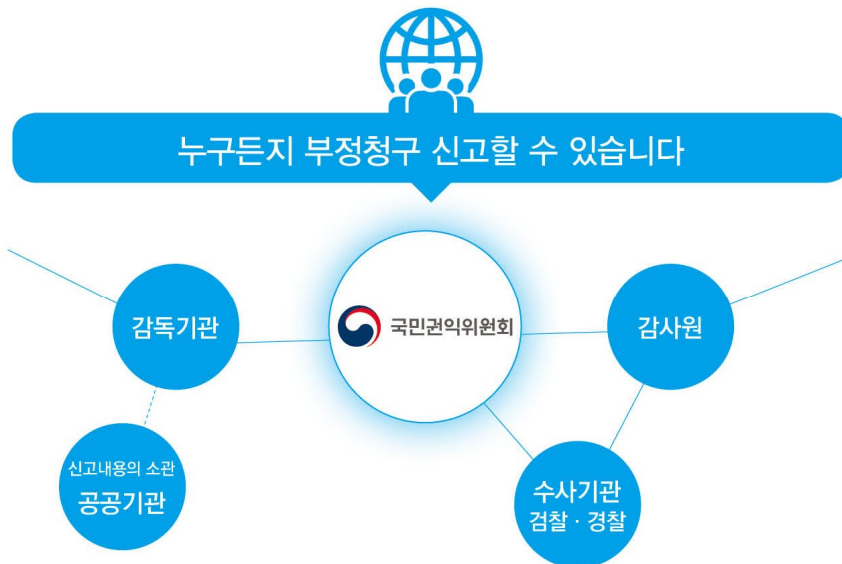 누구든지 부정청구 신고할 수 있습니다
감독기관
국민권익위원회
감사원
신고내용의 소관
공공기관
수사기관
검찰 · 경찰